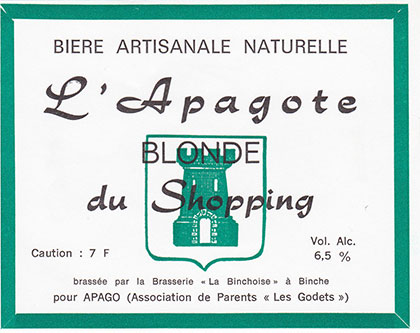 BIERE ARTISANALE NATURELLE
L'Apagote
BLONDE
du Shopping
Caution : 7 F
Vol. Alc.
6,5 %
brassée par la Brasserie « La Binchoise » à Binche
pour APAGO (Association de Parents « Les Godets »)